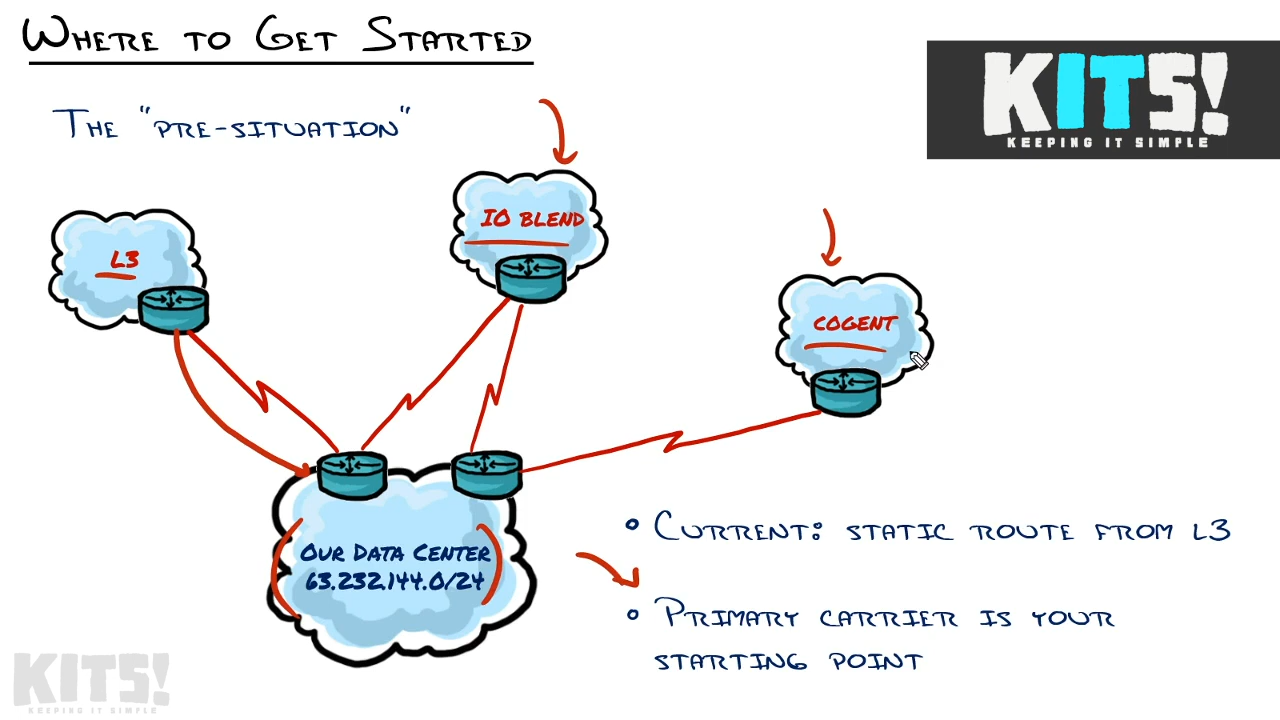 Where to Get Started
The "pre-situation"
KITS!
KEEPING IT SIMPLE
L3
IO BLEND
COGENT
Our Data Center
63.232.144.0/24
• Current: static route from L3
• Primary carrier is your
starting point
KITS!
KEEPING IT SIMPLE